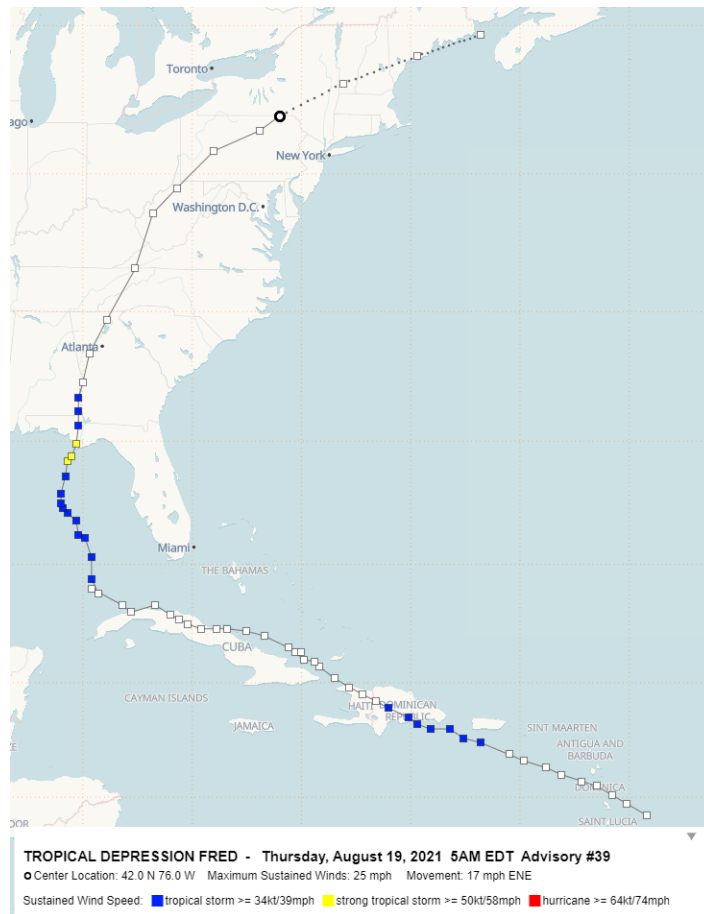 Toronto
ago
New York
Washington D.C.
Atlanta
Miami
THE BAHAMAS
CUBA
CAYMAN ISLANDS
HAITI
DOMINICAN
REPUBLIC
JAMAICA
SINT MAARTEN
ANTIGUA AND
BARBUDA
ZE
DOMINICA
SAINT LUCIA
DOR
TROPICAL DEPRESSION FRED - Thursday, August 19, 2021 5AM EDT Advisory #39
Center Location: 42.0 N 76.0 W Maximum Sustained Winds: 25 mph Movement: 17 mph ENE
Sustained Wind Speed: tropical storm >= 34kt/39mph strong tropical storm >= 50kt/58mph hurricane >= 64kt/74mph